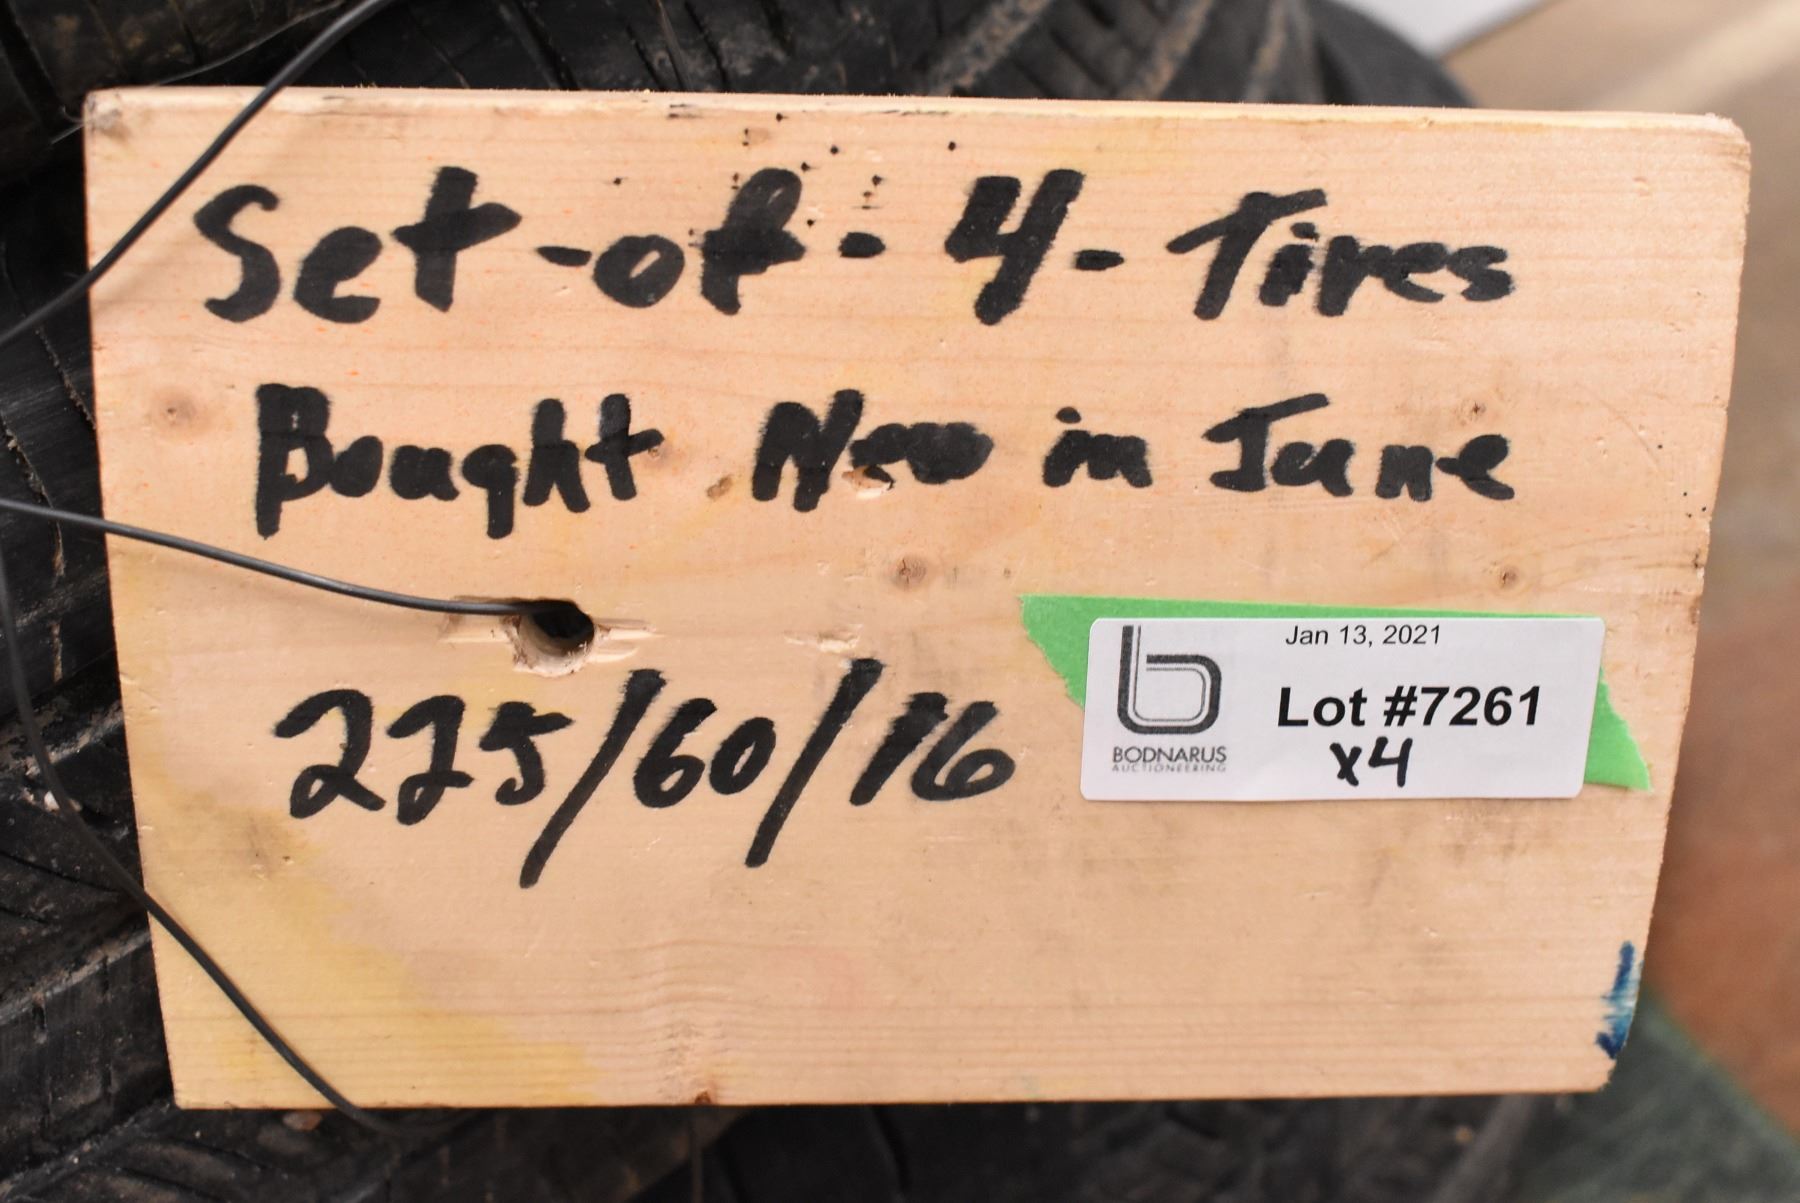 Set-of-4-Tires
Bought New in June
225/60/16
Jan 13, 2021
Lot #7261
x4
BODNARUS
AUCTIONEERING